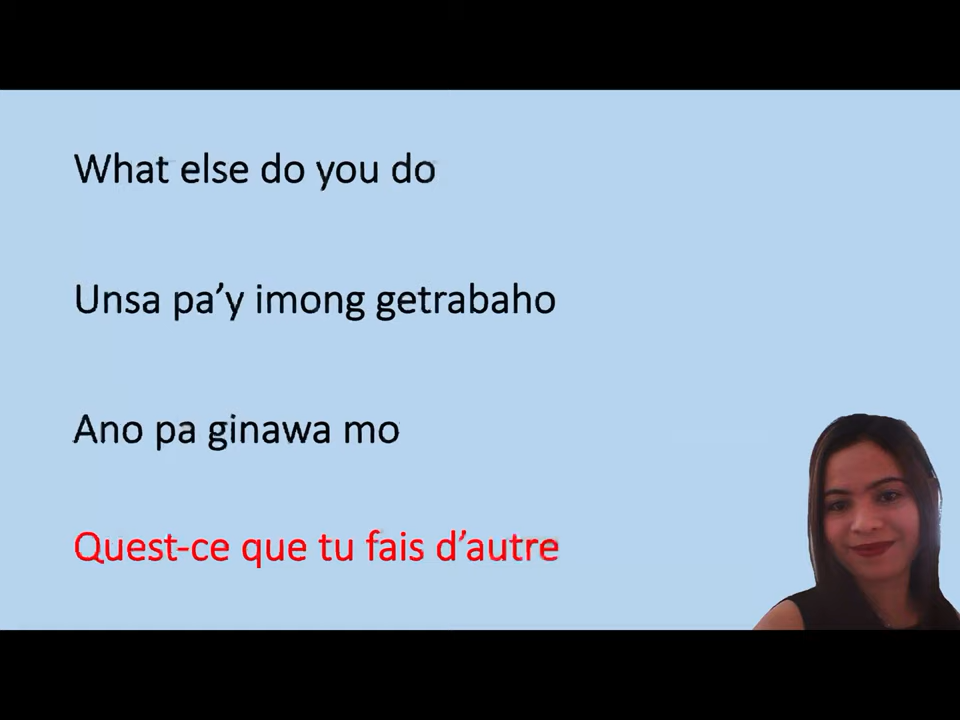 What else do you do
Unsa pa’y imong getrabaho
Ano pa ginawa mo
Quest-ce que tu fais d’autre